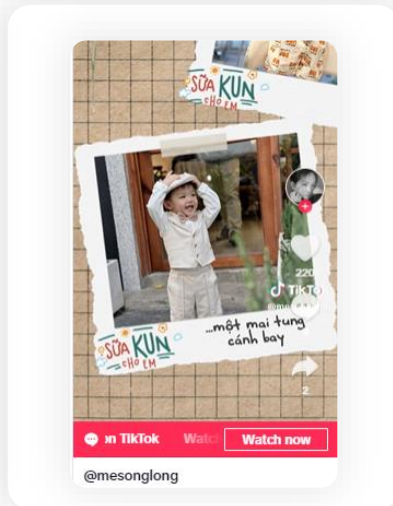 SỮA KUN
CHO EM
220
TikTo
...một mai tung
cánh bay
SỮA KUN
CHO EM
2
on TikTok
Watch now
@mesonglong